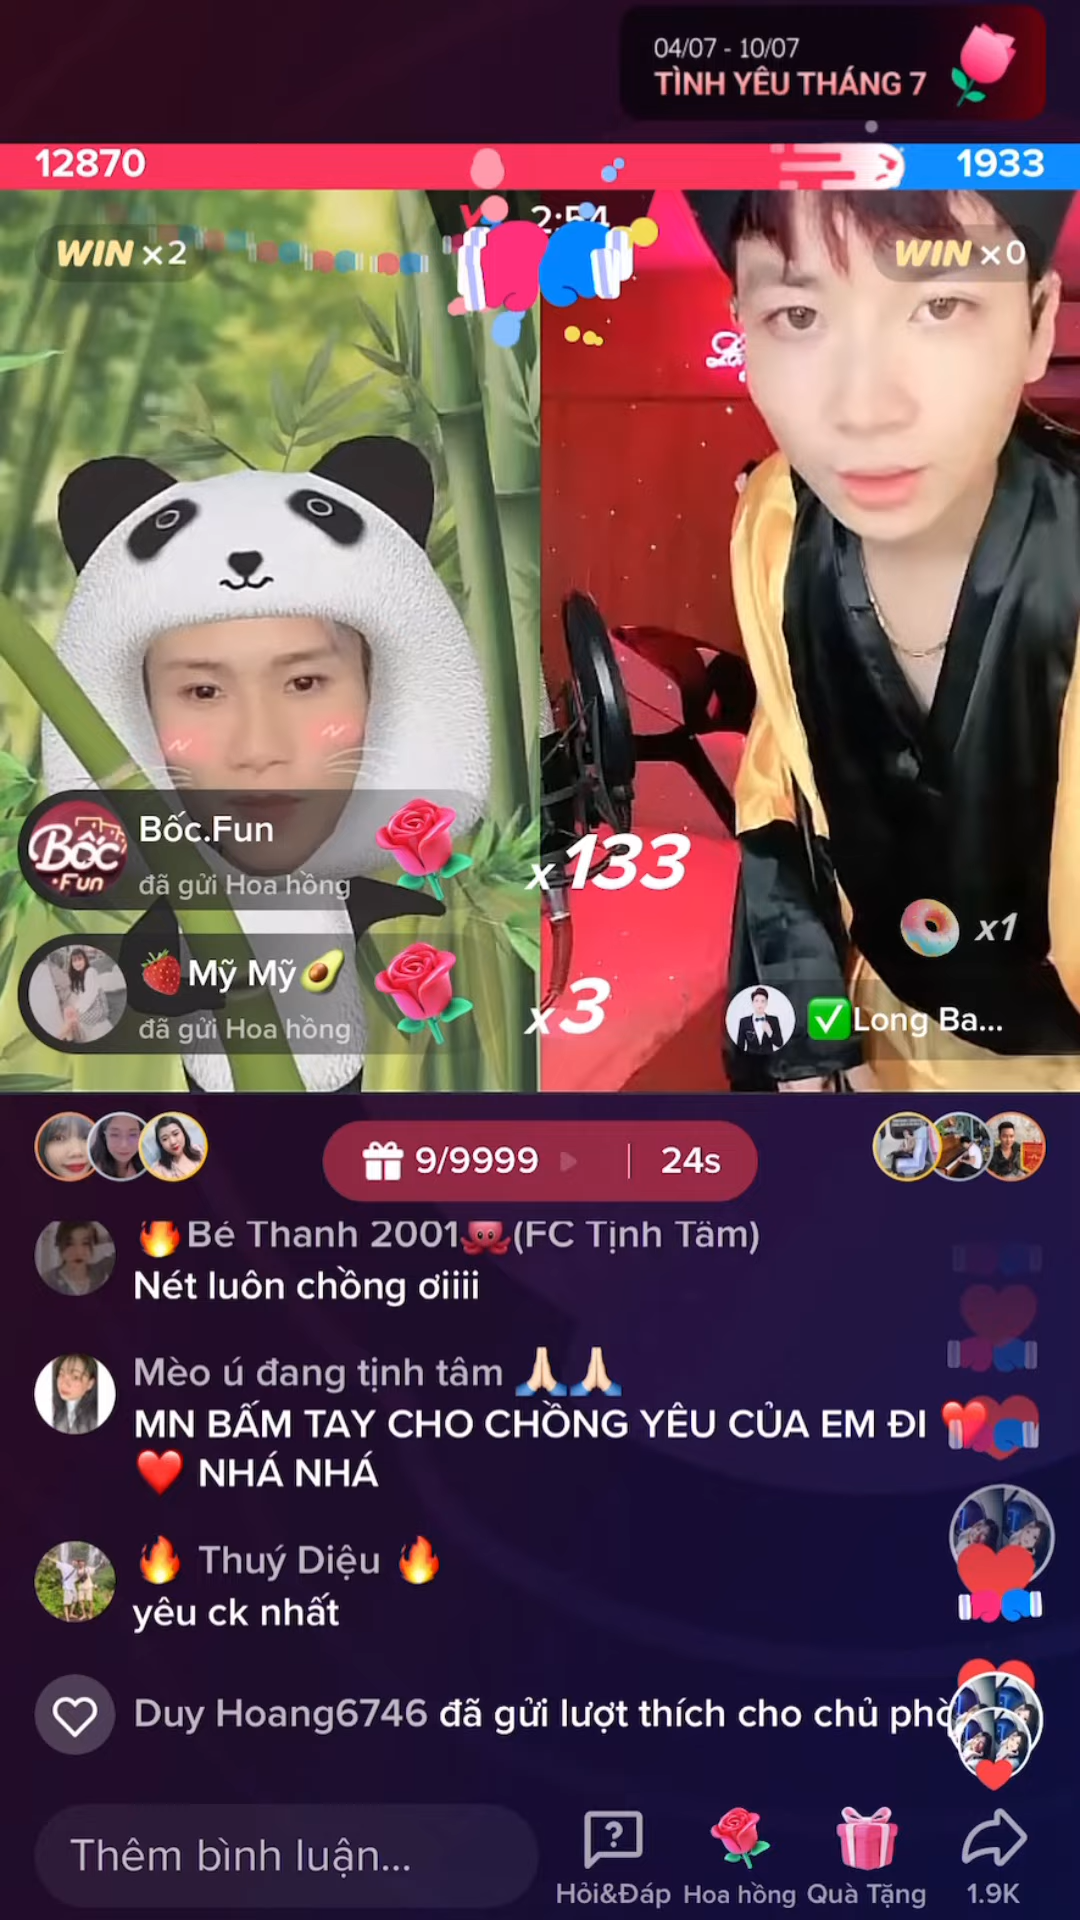 04/07 - 10/07
TÌNH YÊU THÁNG 7
12870
1933
2:54
WIN x2
WIN x0
Bốc.Fun
đã gửi Hoa hồng
x133
Bốc
•Fun
🍓Mỹ Mỹ🥑
đã gửi Hoa hồng
x3
x1
✅Long Ba...
9/9999
24s
🔥Bé Thanh 2001🐙(FC Tịnh Tâm)
Nét luôn chồng ơiiii
Mèo ú đang tịnh tâm 🙏🏻🙏🏻
MN BẤM TAY CHO CHỒNG YÊU CỦA EM ĐI ❤️
❤️ NHÁ NHÁ
🔥 Thuý Diệu 🔥
yêu ck nhất
Duy Hoang6746 đã gửi lượt thích cho chủ phò
Thêm bình luận...
Hỏi&Đáp
Hoa hồng
Quà Tặng
1.9K